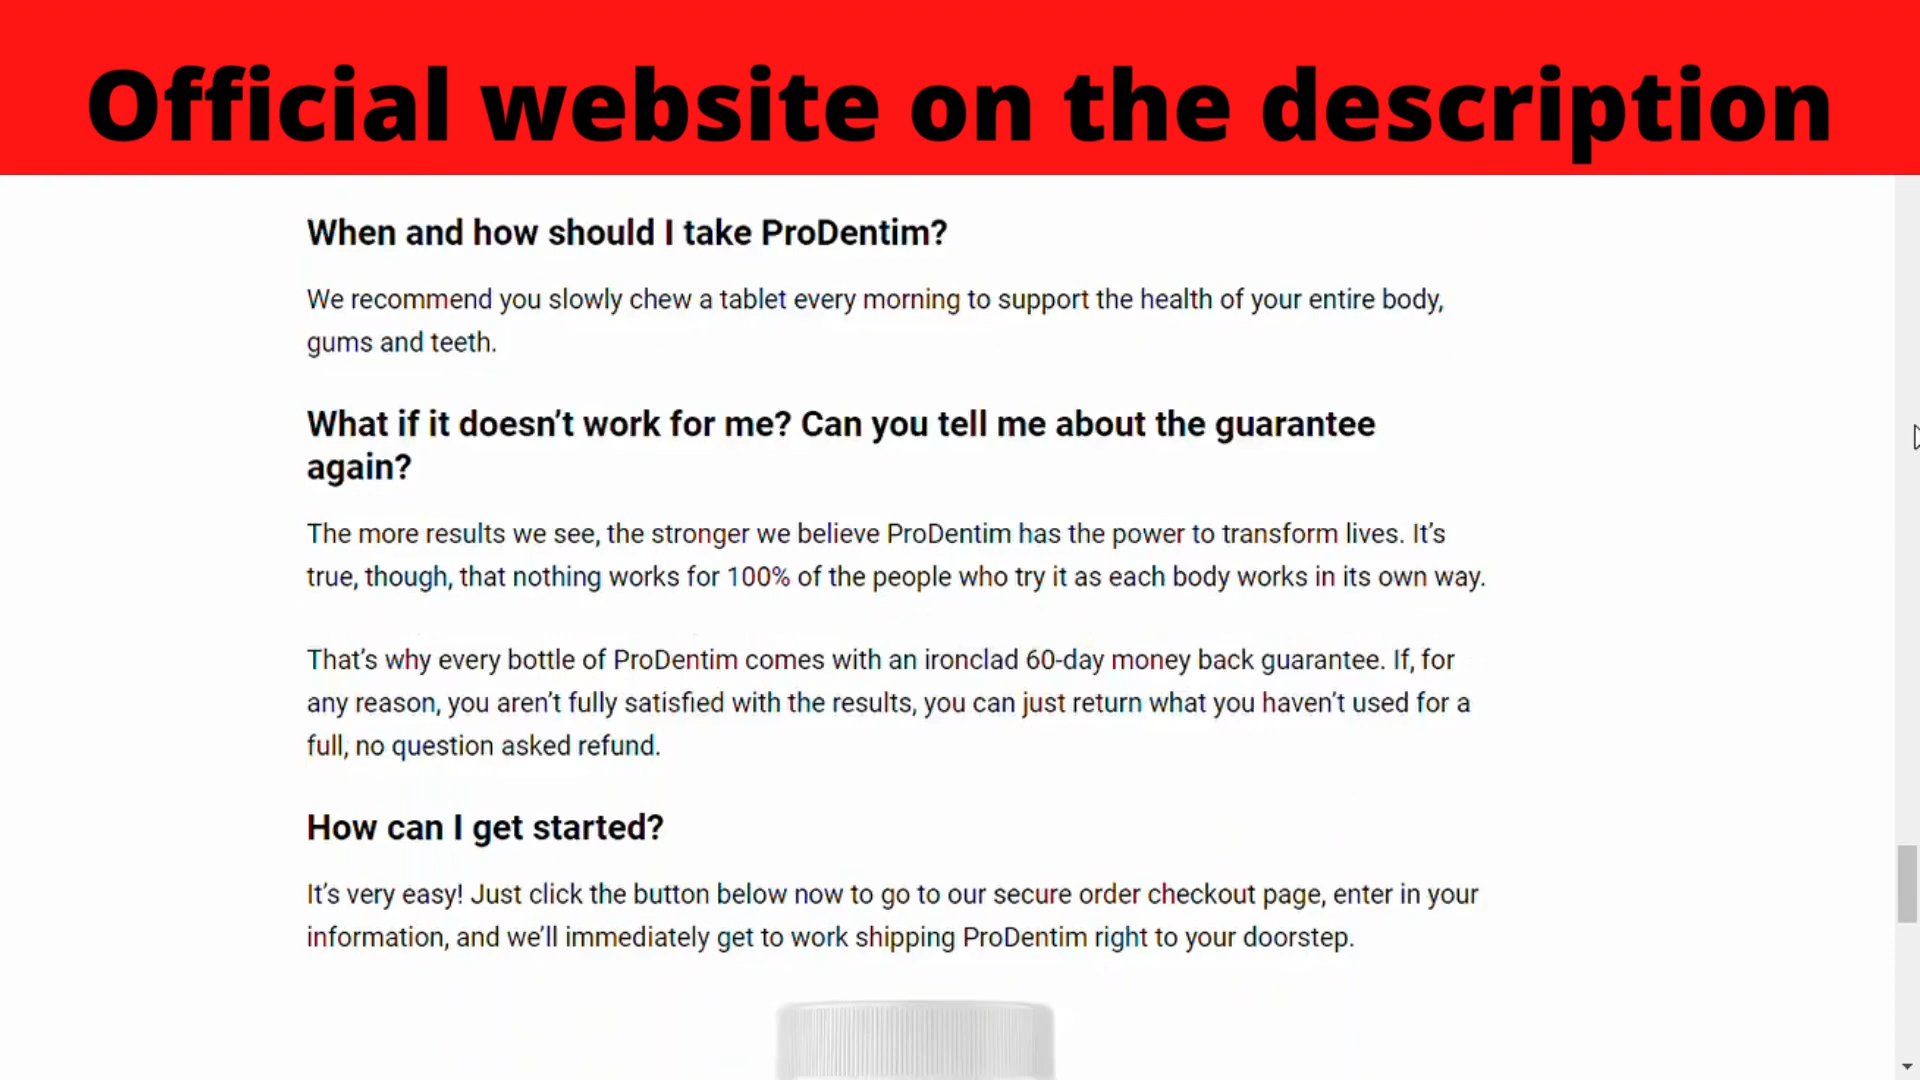 Official website on the description
When and how should I take ProDentim?
We recommend you slowly chew a tablet every morning to support the health of your entire body,
gums and teeth.
What if it doesn’t work for me? Can you tell me about the guarantee
again?
The more results we see, the stronger we believe ProDentim has the power to transform lives. It’s
true, though, that nothing works for 100% of the people who try it as each body works in its own way.
That’s why every bottle of ProDentim comes with an ironclad 60-day money back guarantee. If, for
any reason, you aren’t fully satisfied with the results, you can just return what you haven’t used for a
full, no question asked refund.
How can I get started?
It’s very easy! Just click the button below now to go to our secure order checkout page, enter in your
information, and we’ll immediately get to work shipping ProDentim right to your doorstep.